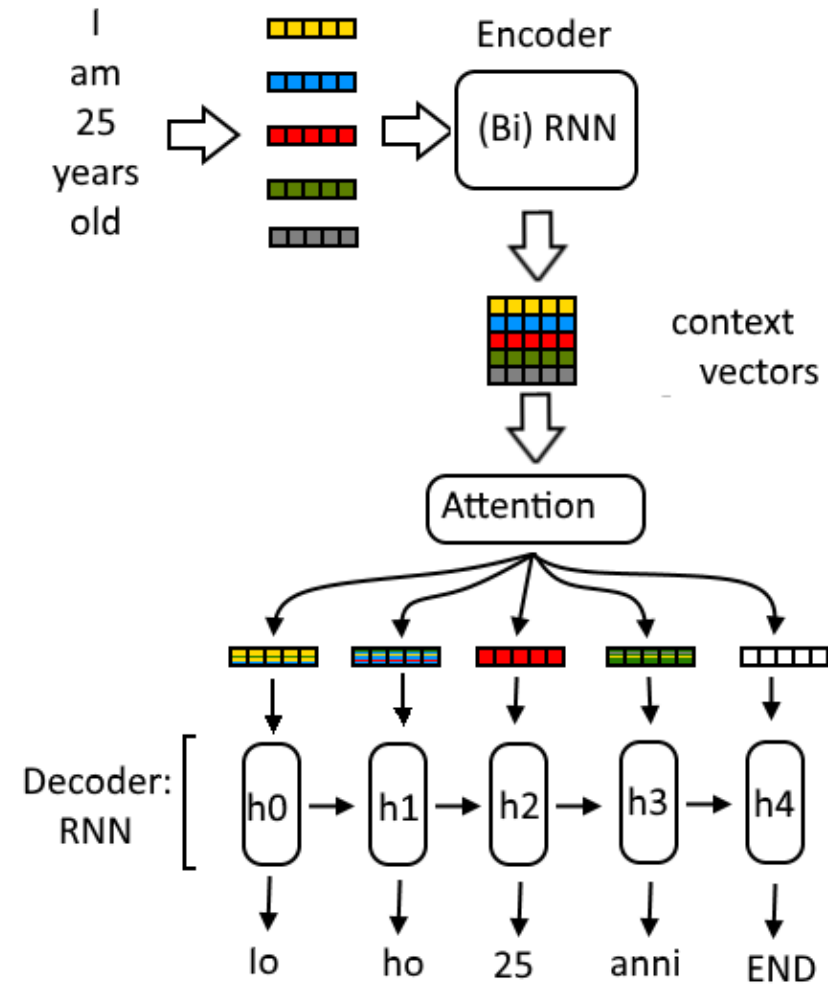 I
am
25
years
old
Encoder
(Bi) RNN
context
vectors
Attention
Decoder:
RNN
h0 h1 h2 h3 h4
Io ho 25 anni END